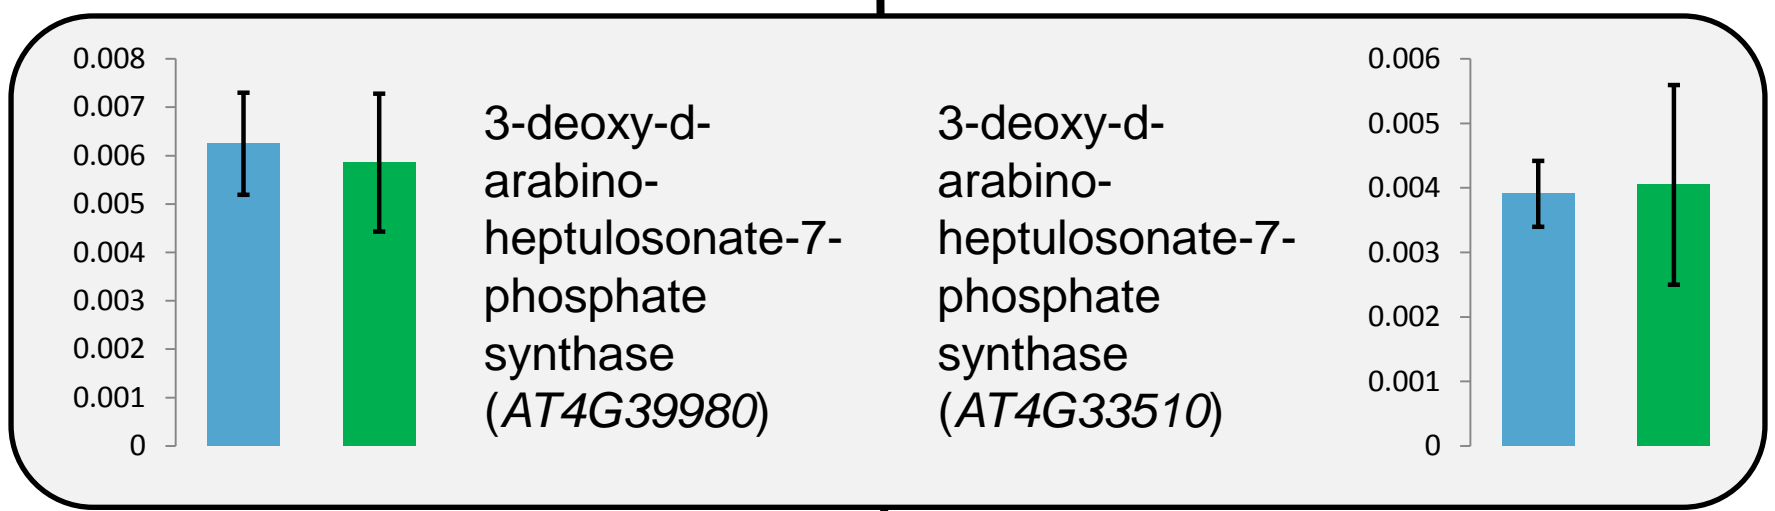 0.008
0.007
0.006
0.005
0.004
0.003
0.002
0.001
0
3-deoxy-d-
arabino-
heptulosonate-7-
phosphate
synthase
(AT4G39980)
3-deoxy-d-
arabino-
heptulosonate-7-
phosphate
synthase
(AT4G33510)
0.006
0.005
0.004
0.003
0.002
0.001
0